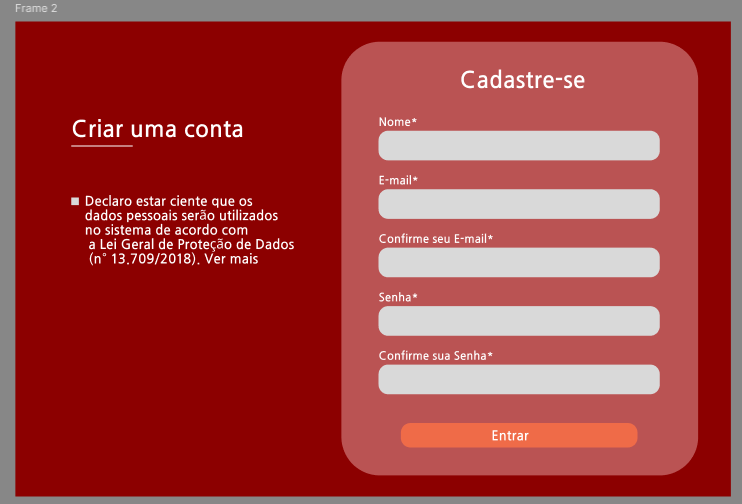 Frame 2
Criar uma conta
Declaro estar ciente que os
dados pessoais serão utilizados
no sistema de acordo com
a Lei Geral de Proteção de Dados
(n° 13.709/2018). Ver mais
Cadastre-se
Nome*
E-mail*
Confirme seu E-mail*
Senha*
Confirme sua Senha*
Entrar